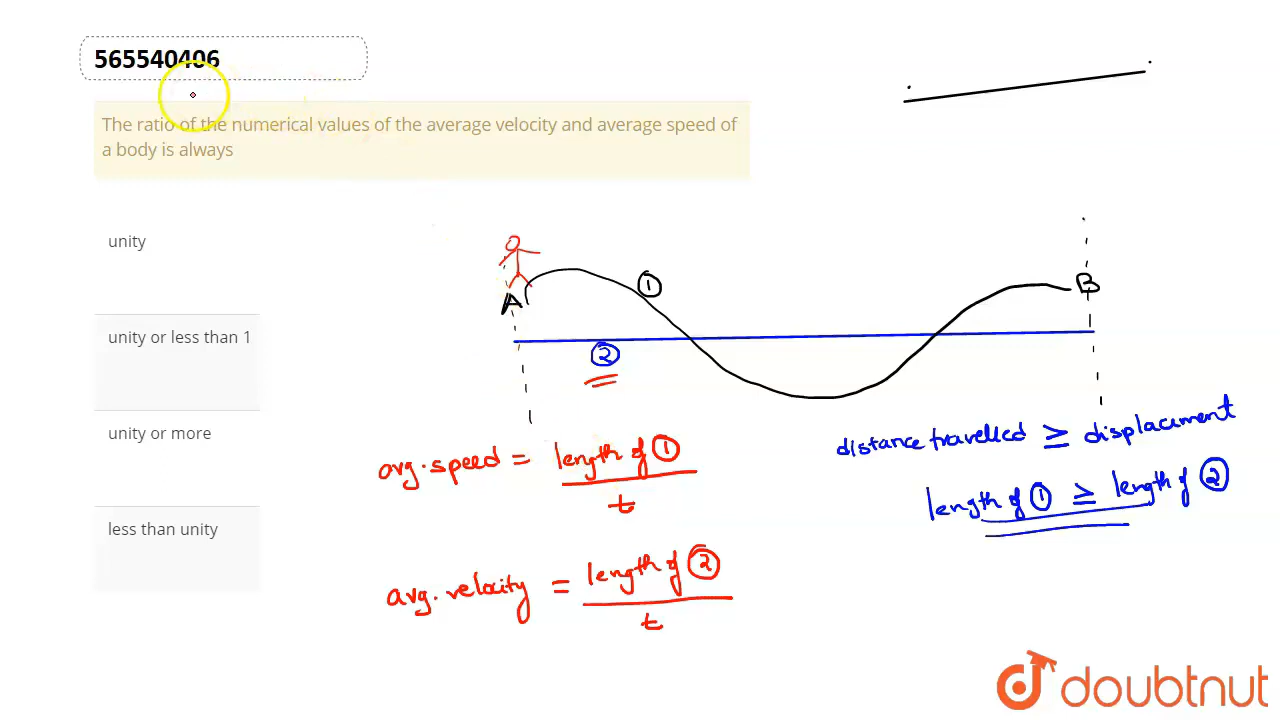 565540406
The ratio of the numerical values of the average velocity and average speed of
a body is always
unity
unity or less than 1
unity or more
less than unity
A
①
B
②
distance travelled ≥ displacement
length of ① ≥ length of ②
avg. speed = length of ①
t
avg. velocity = length of ②
t
doubtnut